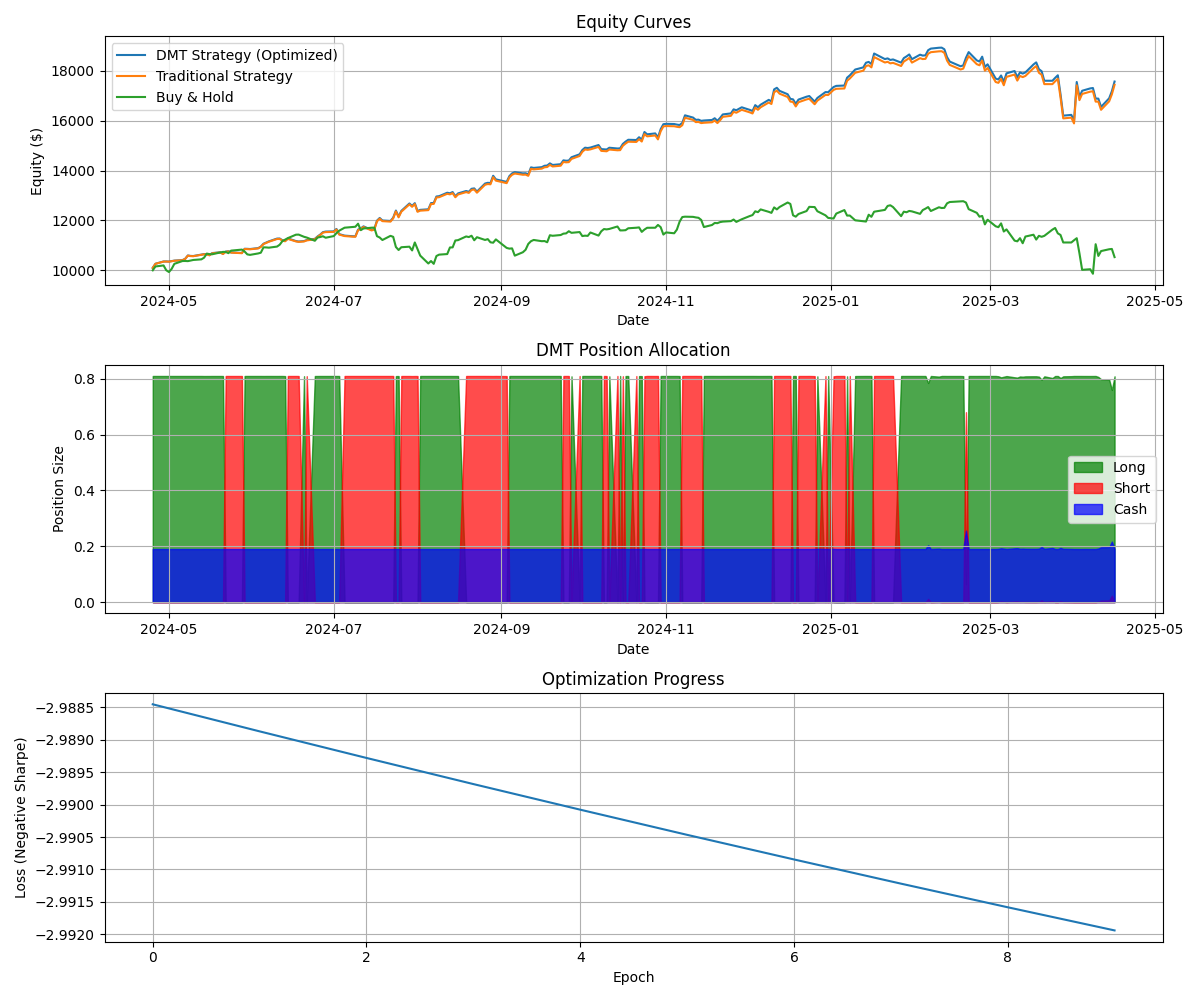 Equity Curves
DMT Strategy (Optimized)
Traditional Strategy
Buy & Hold
Equity ($)
18000
16000
14000
12000
10000
2024-05 2024-07 2024-09 2024-11 2025-01 2025-03 2025-05
Date
DMT Position Allocation
Position Size
0.8
0.6
0.4
0.2
0.0
Long
Short
Cash
2024-05 2024-07 2024-09 2024-11 2025-01 2025-03 2025-05
Date
Optimization Progress
Loss (Negative Sharpe)
−2.9885
−2.9890
−2.9895
−2.9900
−2.9905
−2.9910
−2.9915
−2.9920
0 2 4 6 8
Epoch